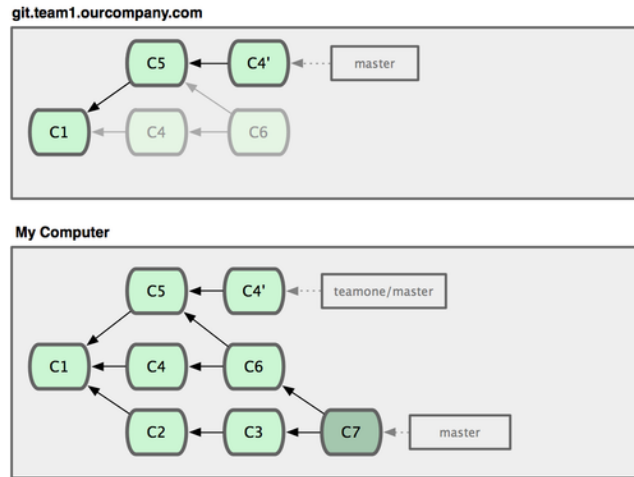 git.team1.ourcompany.com
C5 C4' master
C1 C4 C6
My Computer
C5 C4' teamone/master
C1 C4 C6
C2 C3 C7 master